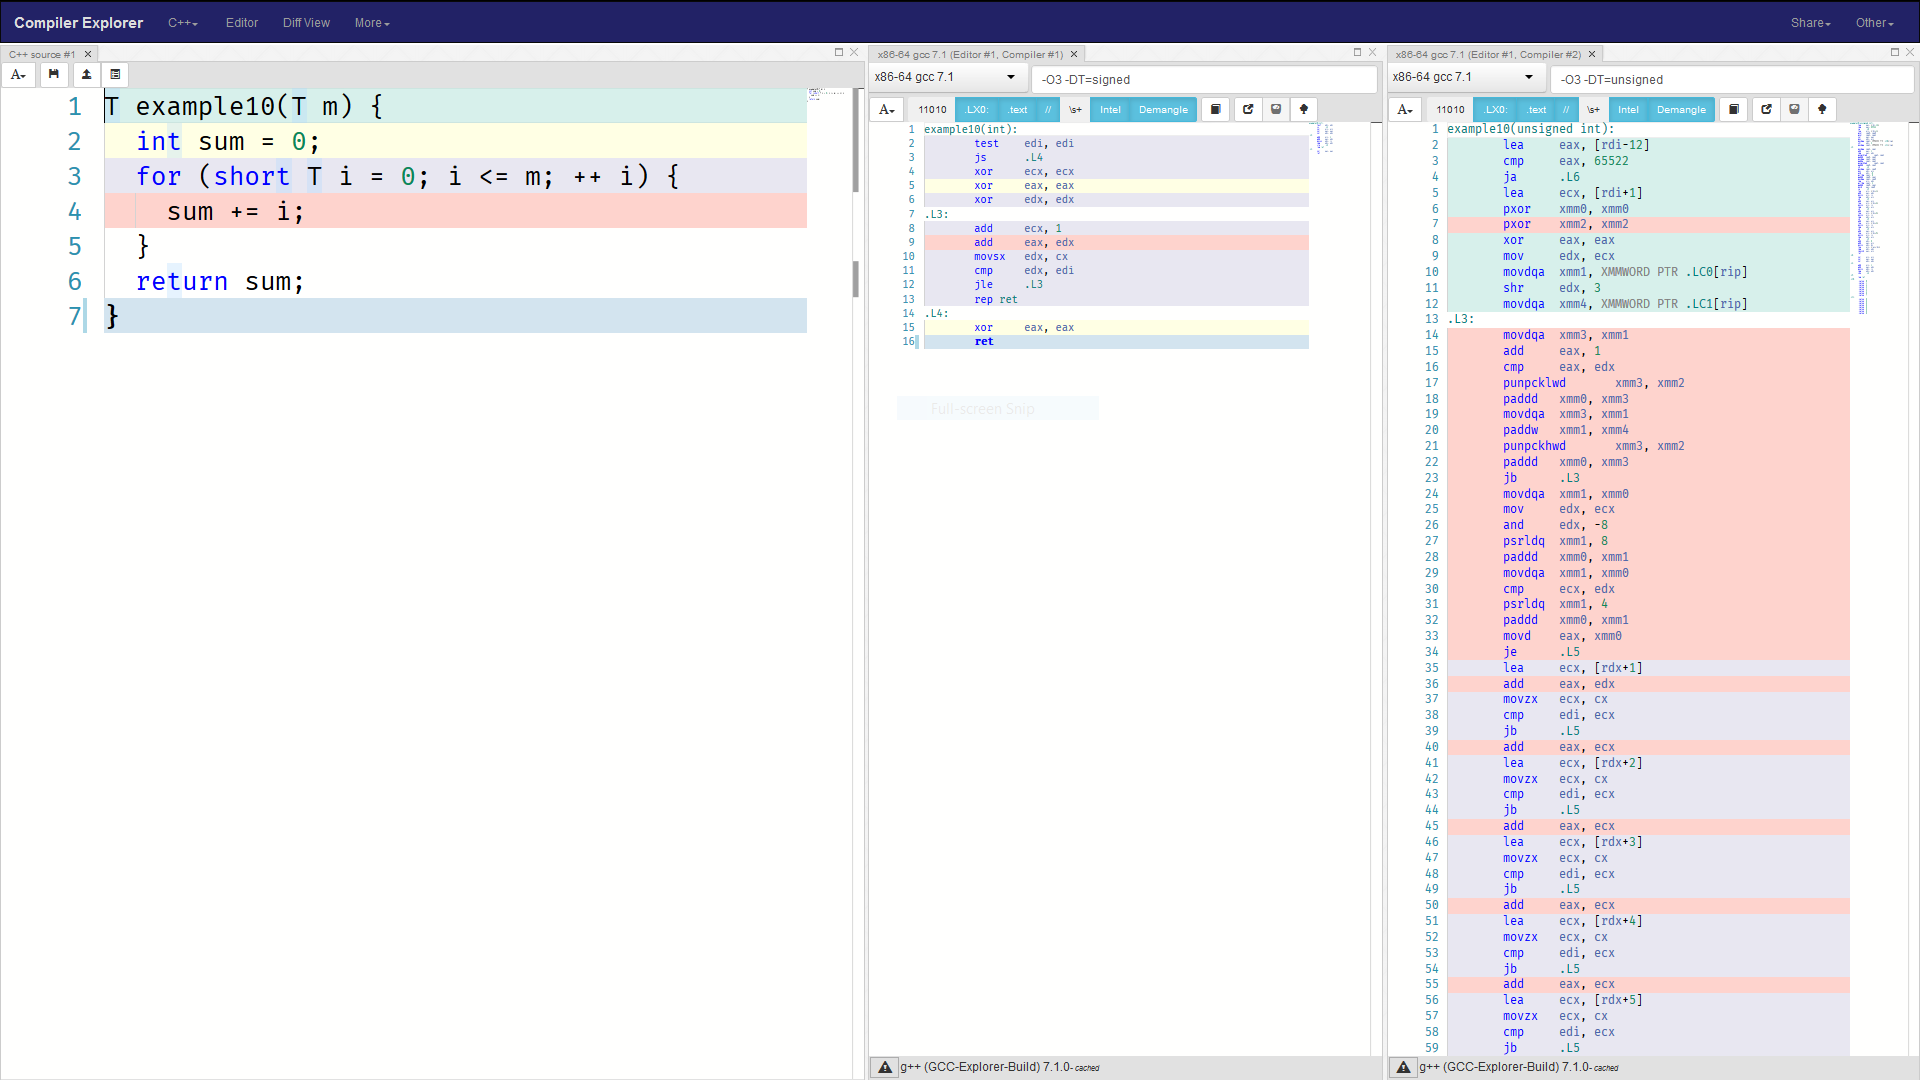 Compiler Explorer C++ Editor Diff View More Share Other
C++ source #1
A
1 T example10(T m) {
2 int sum = 0;
3 for (short T i = 0; i <= m; ++ i) {
4 sum += i;
5 }
6 return sum;
7 }
x86-64 gcc 7.1 (Editor #1, Compiler #1)
x86-64 gcc 7.1 -O3 -DT=signed
A 11010 .LX0: .text // \s+ Intel Demangle
1 example10(int):
2 test edi, edi
3 js .L4
4 xor ecx, ecx
5 xor eax, eax
6 xor edx, edx
7 .L3:
8 add ecx, 1
9 add eax, edx
10 movsx edx, cx
11 cmp edx, edi
12 jle .L3
13 rep ret
14 .L4:
15 xor eax, eax
16 ret
Full-screen Snip
g++ (GCC-Explorer-Build) 7.1.0- cached
x86-64 gcc 7.1 (Editor #1, Compiler #2)
x86-64 gcc 7.1 -O3 -DT=unsigned
A 11010 .LX0: .text // \s+ Intel Demangle
1 example10(unsigned int):
2 lea eax, [rdi-12]
3 cmp eax, 65522
4 ja .L6
5 lea ecx, [rdi+1]
6 pxor xmm0, xmm0
7 pxor xmm2, xmm2
8 xor eax, eax
9 mov edx, ecx
10 movdqa xmm1, XMMWORD PTR .LC0[rip]
11 shr edx, 3
12 movdqa xmm4, XMMWORD PTR .LC1[rip]
13 .L3:
14 movdqa xmm3, xmm1
15 add eax, 1
16 cmp eax, edx
17 punpcklwd xmm3, xmm2
18 paddd xmm0, xmm3
19 movdqa xmm3, xmm1
20 paddw xmm1, xmm4
21 punpckhwd xmm3, xmm2
22 paddd xmm0, xmm3
23 jb .L3
24 movdqa xmm1, xmm0
25 mov edx, ecx
26 and edx, -8
27 psrldq xmm1, 8
28 paddd xmm0, xmm1
29 movdqa xmm1, xmm0
30 cmp ecx, edx
31 psrldq xmm1, 4
32 paddd xmm0, xmm1
33 movd eax, xmm0
34 je .L5
35 lea ecx, [rdx+1]
36 add eax, edx
37 movzx ecx, cx
38 cmp edi, ecx
39 jb .L5
40 add eax, ecx
41 lea ecx, [rdx+2]
42 movzx ecx, cx
43 cmp edi, ecx
44 jb .L5
45 add eax, ecx
46 lea ecx, [rdx+3]
47 movzx ecx, cx
48 cmp edi, ecx
49 jb .L5
50 add eax, ecx
51 lea ecx, [rdx+4]
52 movzx ecx, cx
53 cmp edi, ecx
54 jb .L5
55 add eax, ecx
56 lea ecx, [rdx+5]
57 movzx ecx, cx
58 cmp edi, ecx
59 jb .L5
g++ (GCC-Explorer-Build) 7.1.0- cached